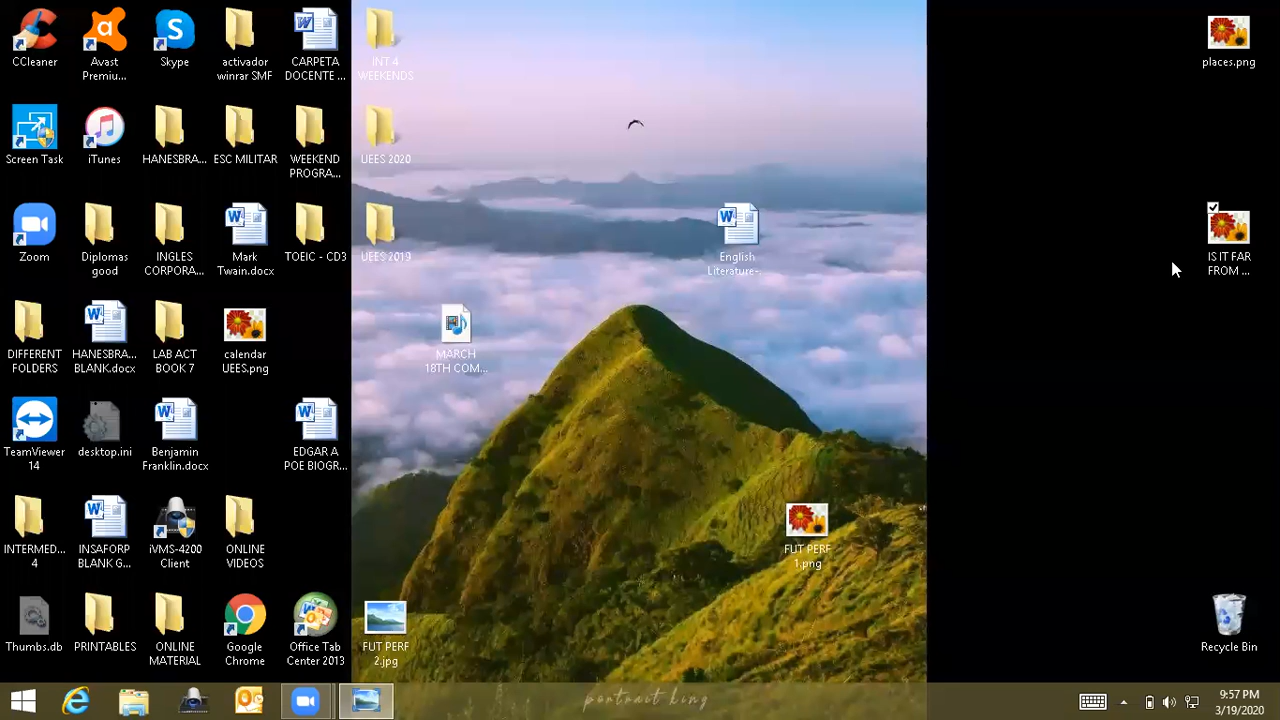 CCleaner
Avast
Premiu...
Skype
activador
winrar SMF
CARPETA
DOCENTE ...
INT 4
WEEKENDS
places.png
Screen Task
iTunes
HANESBRA...
ESC MILITAR
WEEKEND
PROGRA...
UEES 2020
Zoom
Diplomas
good
INGLES
CORPORA...
Mark
Twain.docx
TOEIC - CD3
UEES 2019
English
Literature-.
IS IT FAR
FROM ...
DIFFERENT
FOLDERS
HANESBRA...
BLANK.docx
LAB ACT
BOOK 7
calendar
UEES.png
MARCH
18TH COM...
TeamViewer
14
desktop.ini
Benjamin
Franklin.docx
EDGAR A
POE BIOGR...
INTERMED...
4
INSAFORP
BLANK G...
iVMS-4200
Client
ONLINE
VIDEOS
FUT PERF
1.png
Thumbs.db
PRINTABLES
ONLINE
MATERIAL
Google
Chrome
Office Tab
Center 2013
FUT PERF
2.jpg
Recycle Bin
portrait king
9:57 PM
3/19/2020